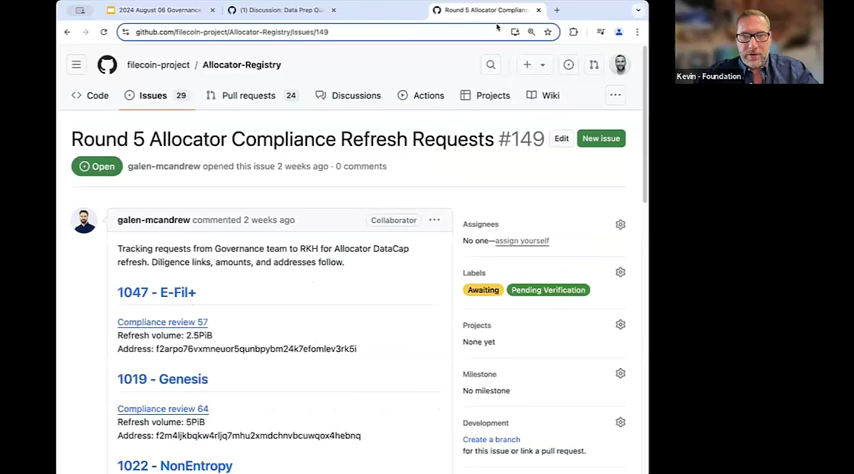 2024 August 06 Governance
(1) Discussion: Data Prep Qu
Round 5 Allocator Complianc
github.com/filecoin-project/Allocator-Registry/issues/149
filecoin-project / Allocator-Registry
Code
Issues 29
Pull requests 24
Discussions
Actions
Projects
Wiki
Round 5 Allocator Compliance Refresh Requests #149
Edit
New issue
Open
galen-mcandrew opened this issue 2 weeks ago · 0 comments
galen-mcandrew commented 2 weeks ago
Collaborator
Tracking requests from Governance team to RKH for Allocator DataCap
refresh. Diligence links, amounts, and addresses follow.
1047 - E-Fil+
Compliance review 57
Refresh volume: 2.5PiB
Address: f2arpo76vxmneuor5qunbpybm24k7efomlev3rk5i
1019 - Genesis
Compliance review 64
Refresh volume: 5PiB
Address: f2m4ljkbqkw4rljq7mhu2xmdchnvbcuwqox4hebnq
1022 - NonEntropy
Assignees
No one—assign yourself
Labels
Awaiting
Pending Verification
Projects
None yet
Milestone
No milestone
Development
Create a branch
for this issue or link a pull request.
Kevin - Foundation